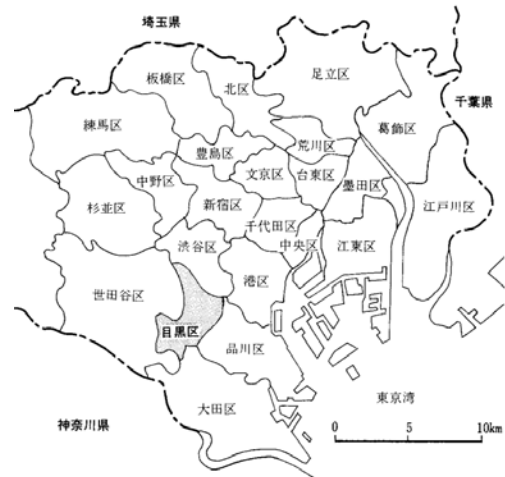 埼玉県
板橋区
北区
足立区
千葉県
練馬区
葛飾区
荒川区
豊島区
文京区
台東区
中野区
墨田区
杉並区
新宿区
江戸川区
千代田区
渋谷区
中央区
江東区
港区
世田谷区
目黒区
品川区
東京湾
大田区
神奈川県
0 5 10km